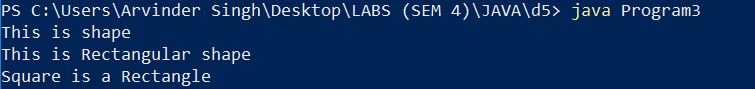 PS C:\Users\Arvinder Singh\Desktop\LABS (SEM 4)\JAVA\d5> java Program3
This is shape
This is Rectangular shape
Square is a Rectangle